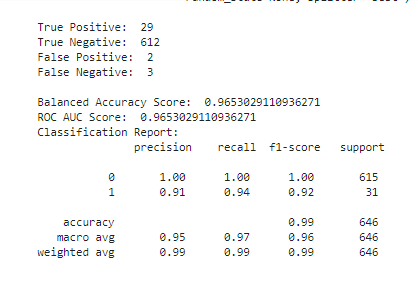 True Positive: 29
True Negative: 612
False Positive: 2
False Negative: 3
Balanced Accuracy Score: 0.9653029110936271
ROC AUC Score: 0.9653029110936271
Classification Report:
precision recall f1-score support
0 1.00 1.00 1.00 615
1 0.91 0.94 0.92 31
accuracy 0.99 646
macro avg 0.95 0.97 0.96 646
weighted avg 0.99 0.99 0.99 646